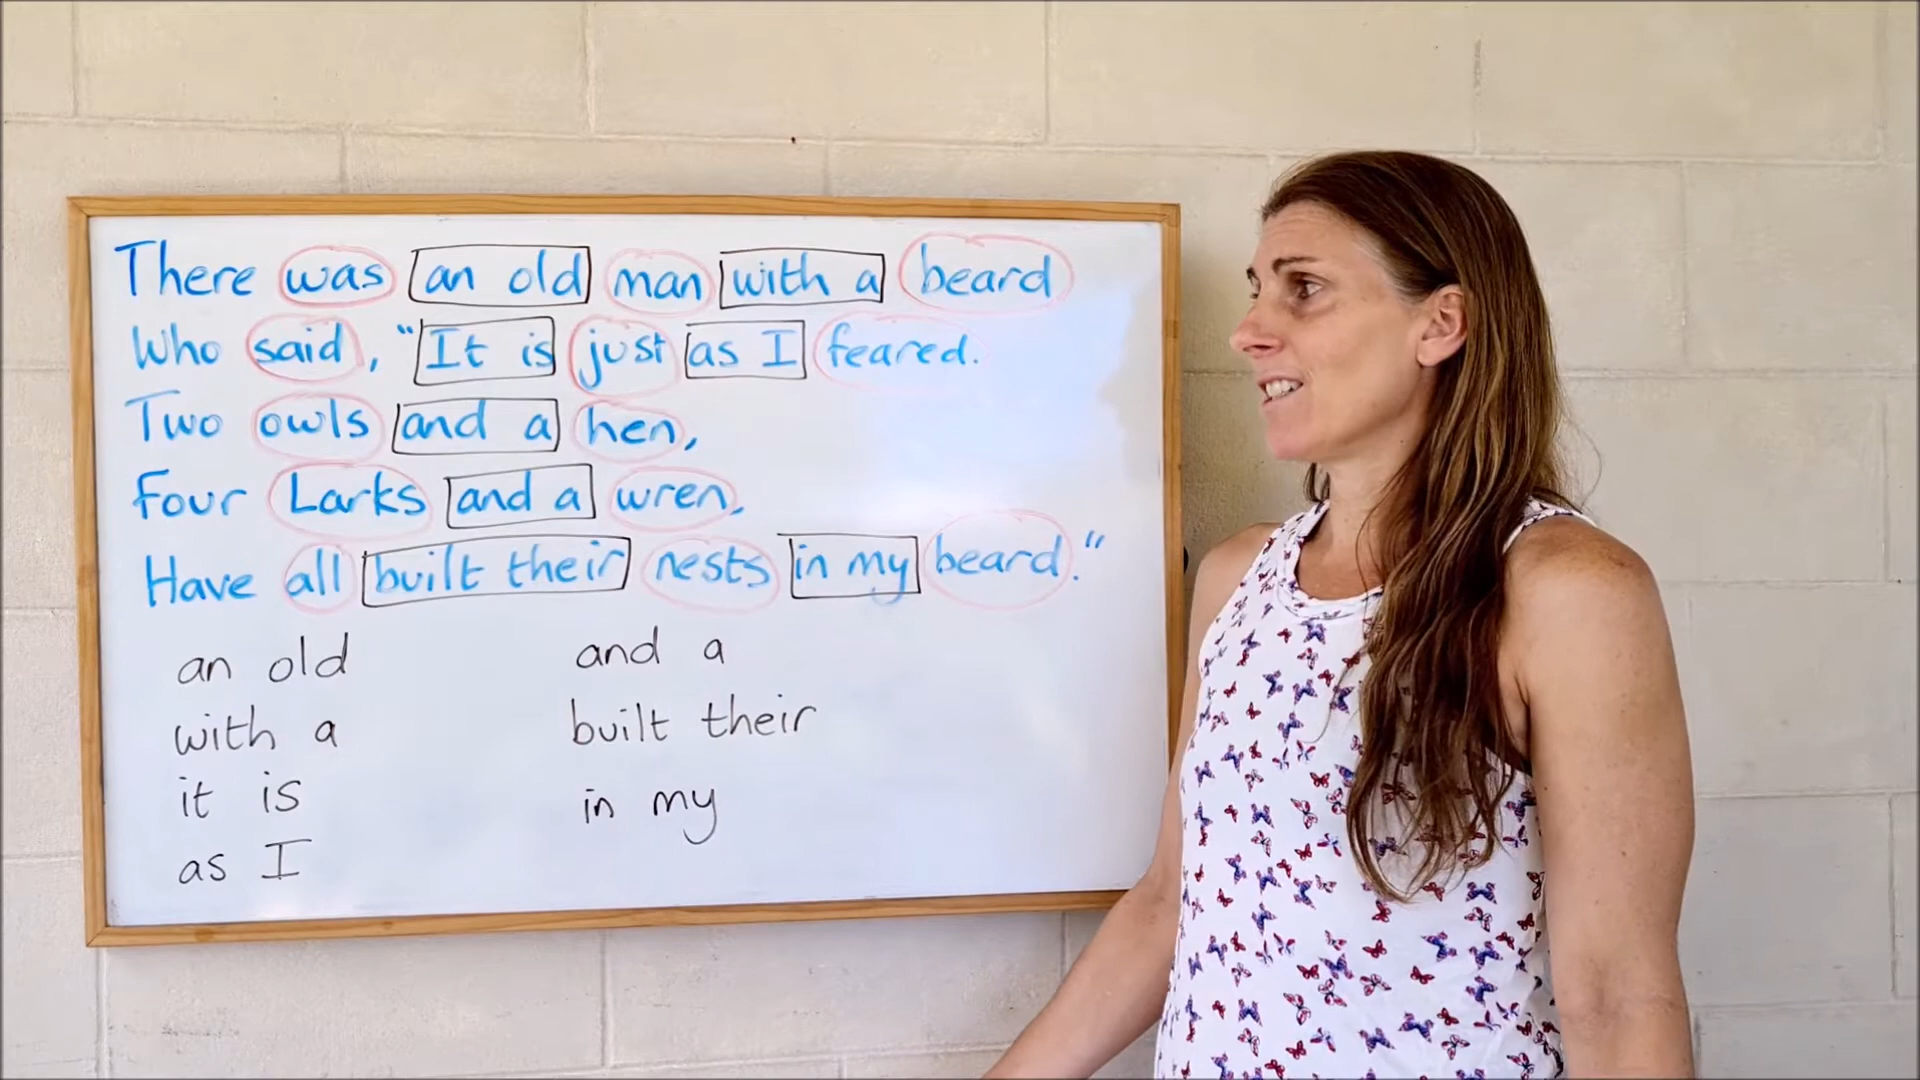 There was an old man with a beard
Who said, "It is just as I feared.
Two owls and a hen,
Four Larks and a wren,
Have all built their nests in my beard."
an old
with a
it is
as I
and a
built their
in my